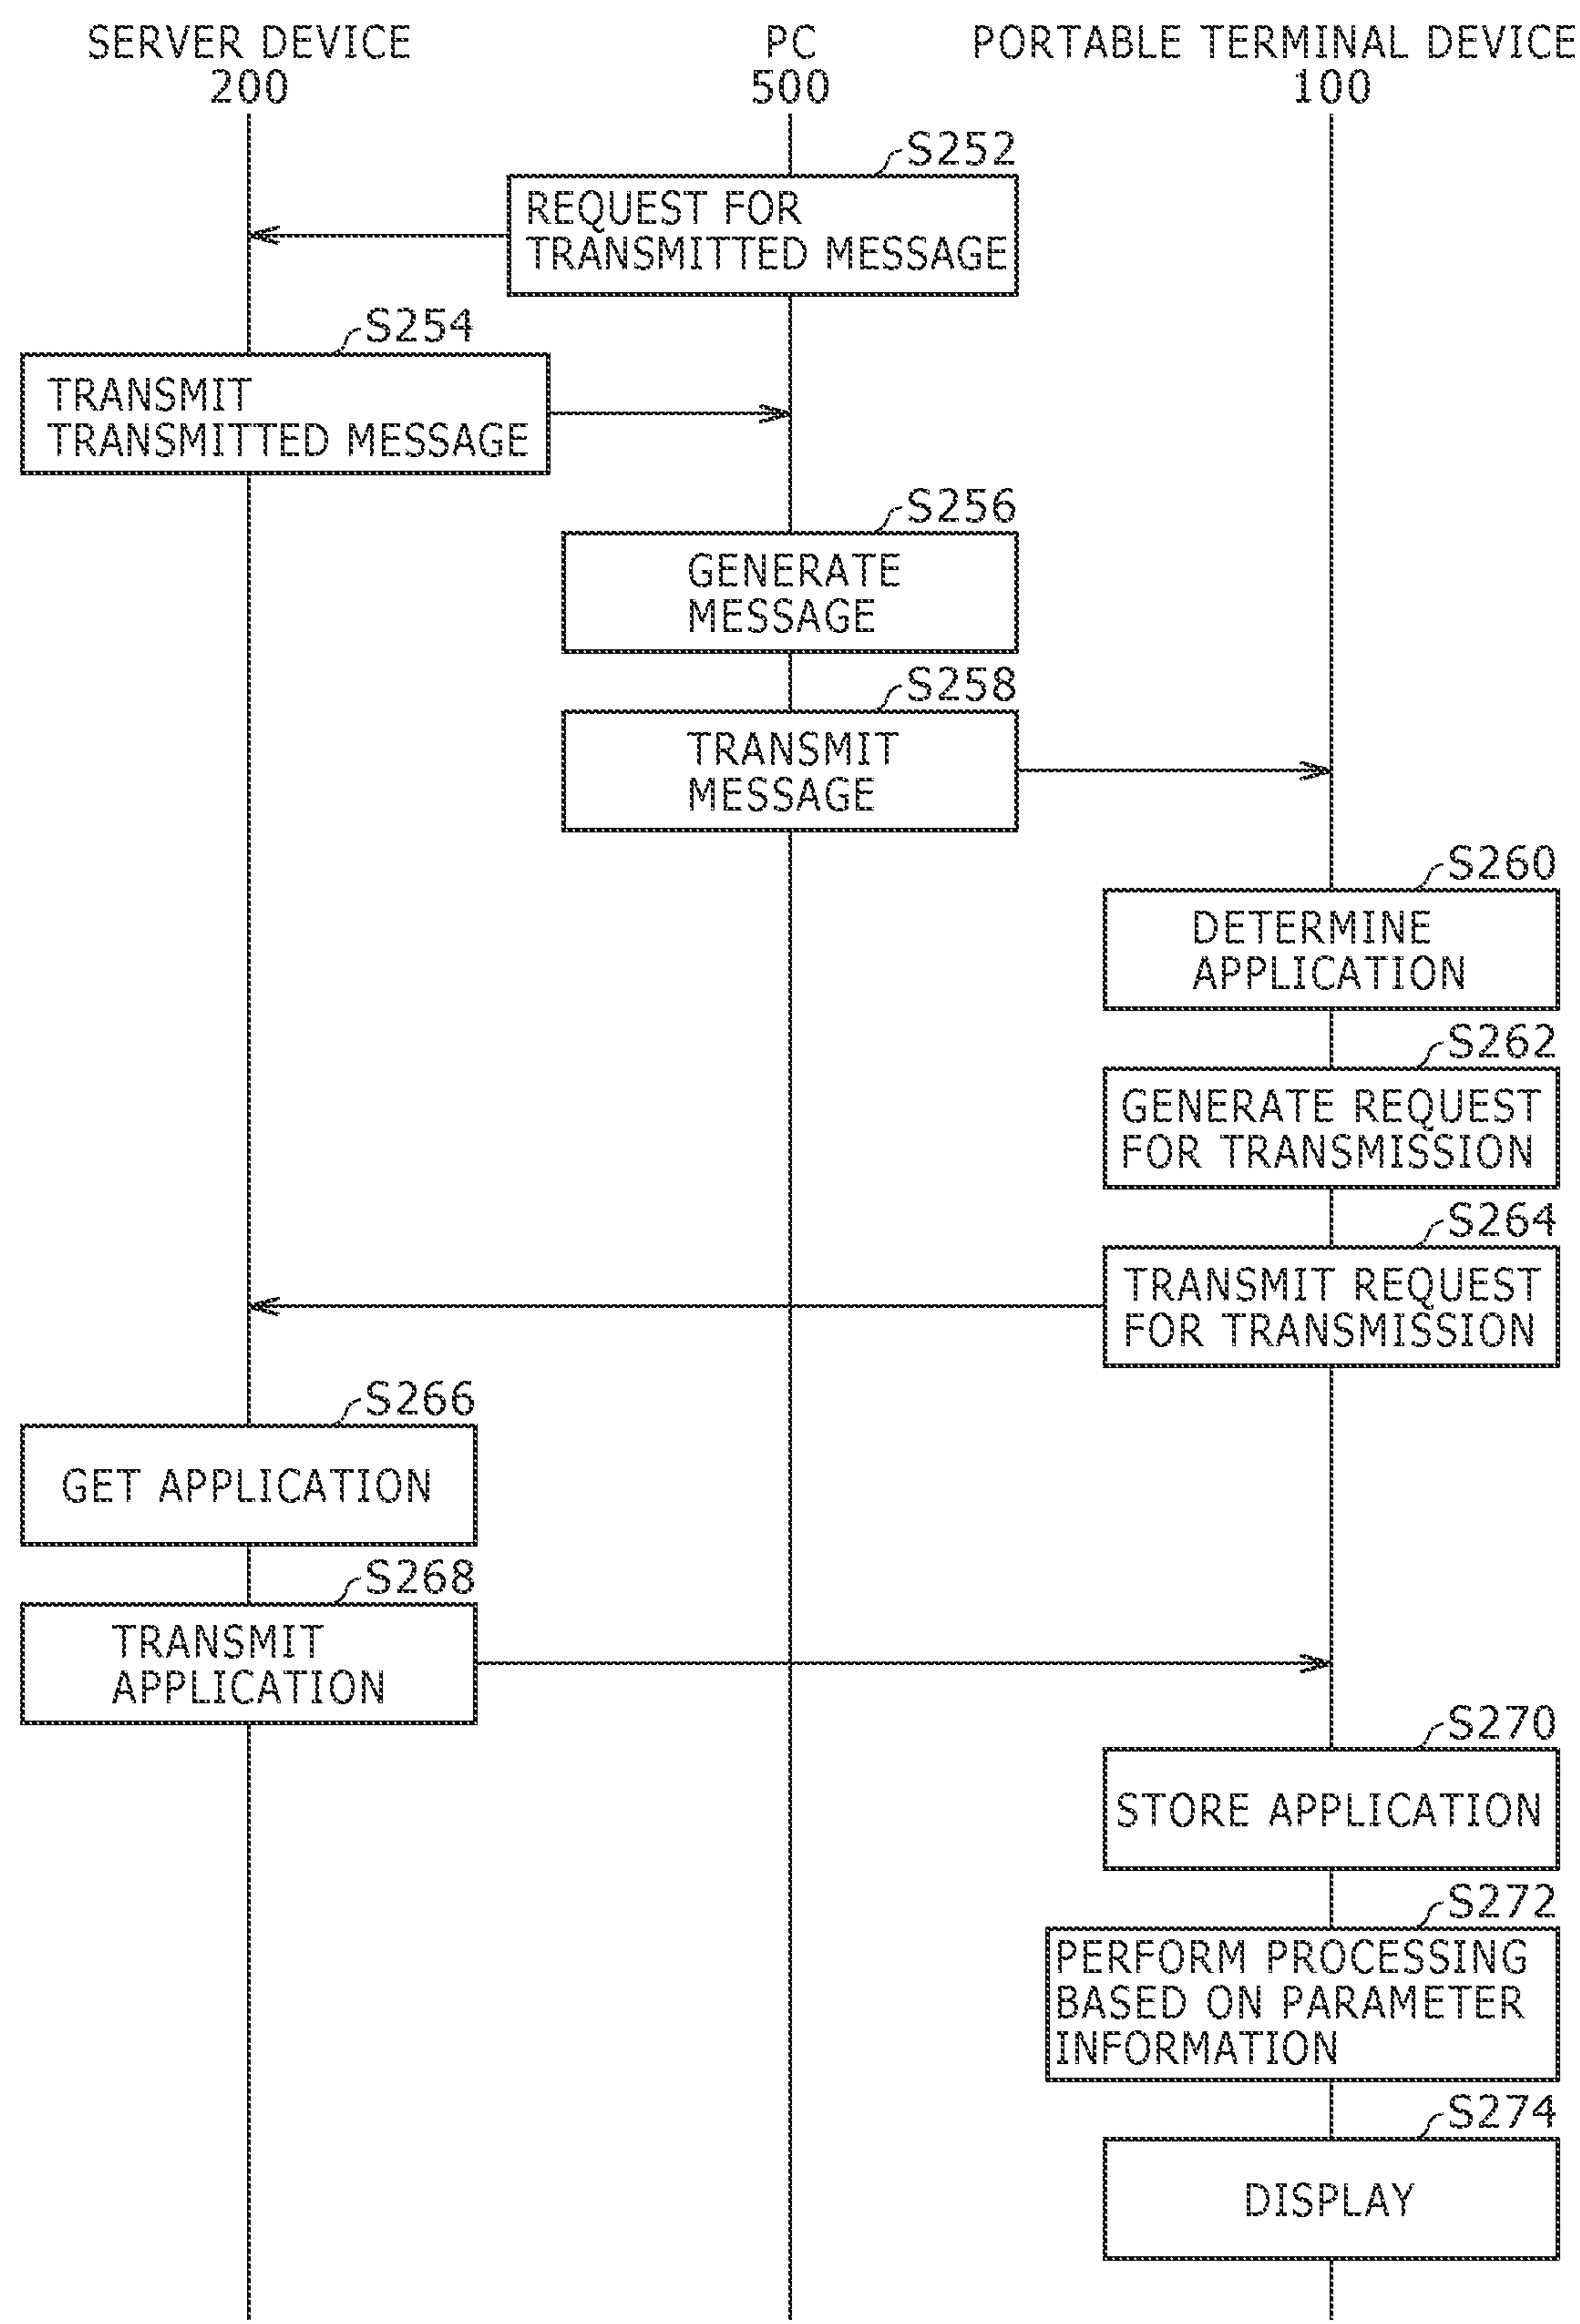 SERVER DEVICE
200
PC
500
PORTABLE TERMINAL DEVICE
100
S252
REQUEST FOR
TRANSMITTED MESSAGE
S254
TRANSMIT
TRANSMITTED MESSAGE
S256
GENERATE
MESSAGE
S258
TRANSMIT
MESSAGE
S260
DETERMINE
APPLICATION
S262
GENERATE REQUEST
FOR TRANSMISSION
S264
TRANSMIT REQUEST
FOR TRANSMISSION
S266
GET APPLICATION
S268
TRANSMIT
APPLICATION
S270
STORE APPLICATION
S272
PERFORM PROCESSING
BASED ON PARAMETER
INFORMATION
S274
DISPLAY